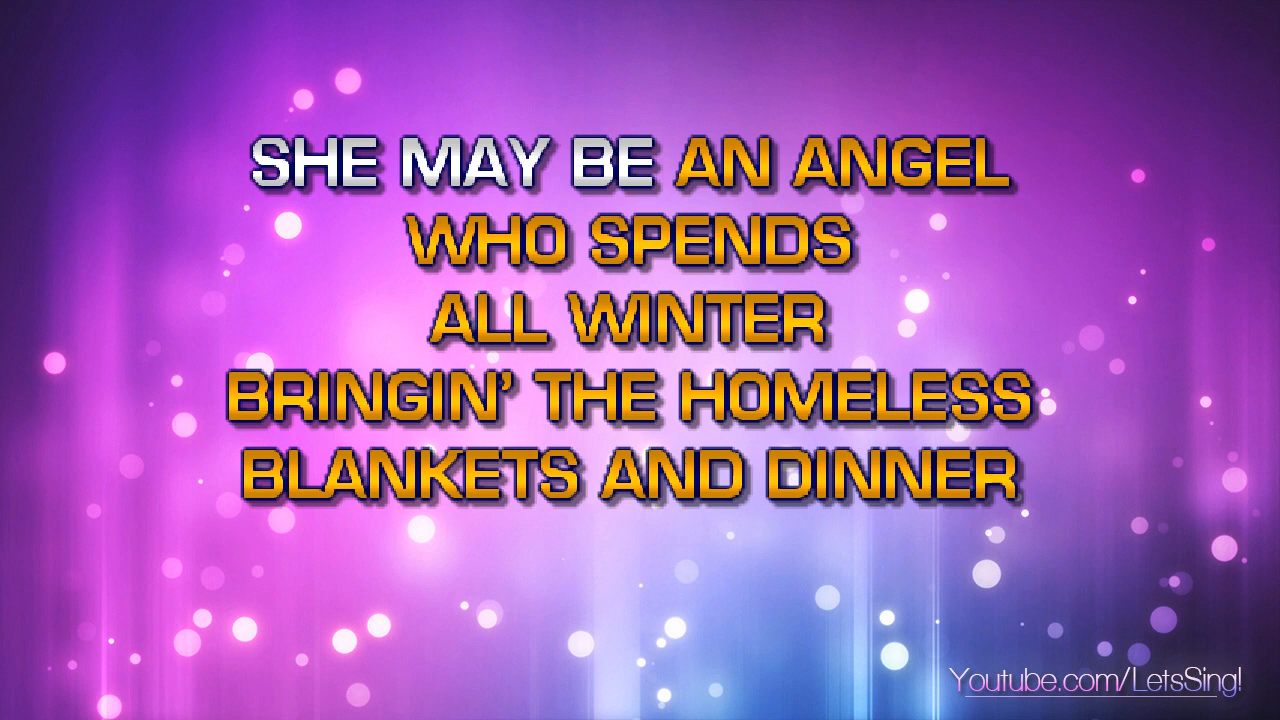 SHE MAY BE AN ANGEL
WHO SPENDS
ALL WINTER
BRINGIN’ THE HOMELESS
BLANKETS AND DINNER
Youtube.com/LetsSing!